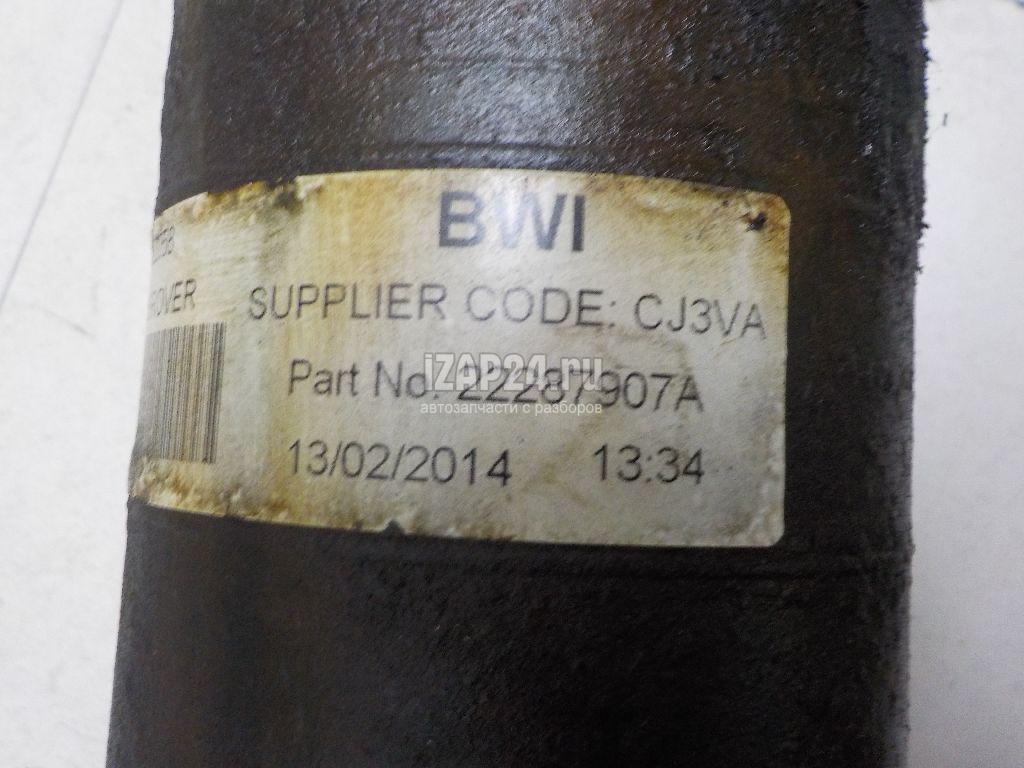 BWI
ROVER
SUPPLIER CODE: CJ3VA
iZAP24.ru
Part No. 22287907A
автозапчасти с разборов
13/02/2014 13:34